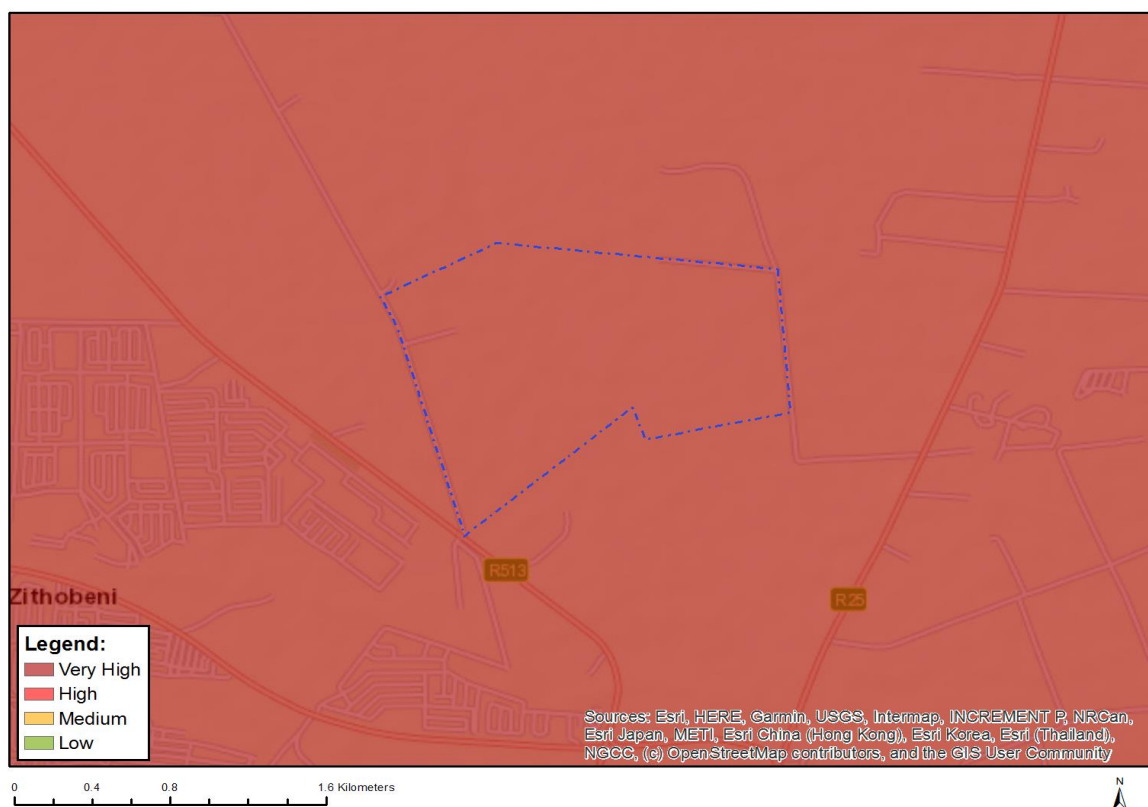 R513
R25
Zithobeni
Legend:
Very High
High
Medium
Low
Sources: Esri, HERE, Garmin, USGS, Intermap, INCREMENT P, NRCan,
Esri Japan, METI, Esri China (Hong Kong), Esri Korea, Esri (Thailand),
NGCC, (c) OpenStreetMap contributors, and the GIS User Community
0 0.4 0.8 1.6 Kilometers
N